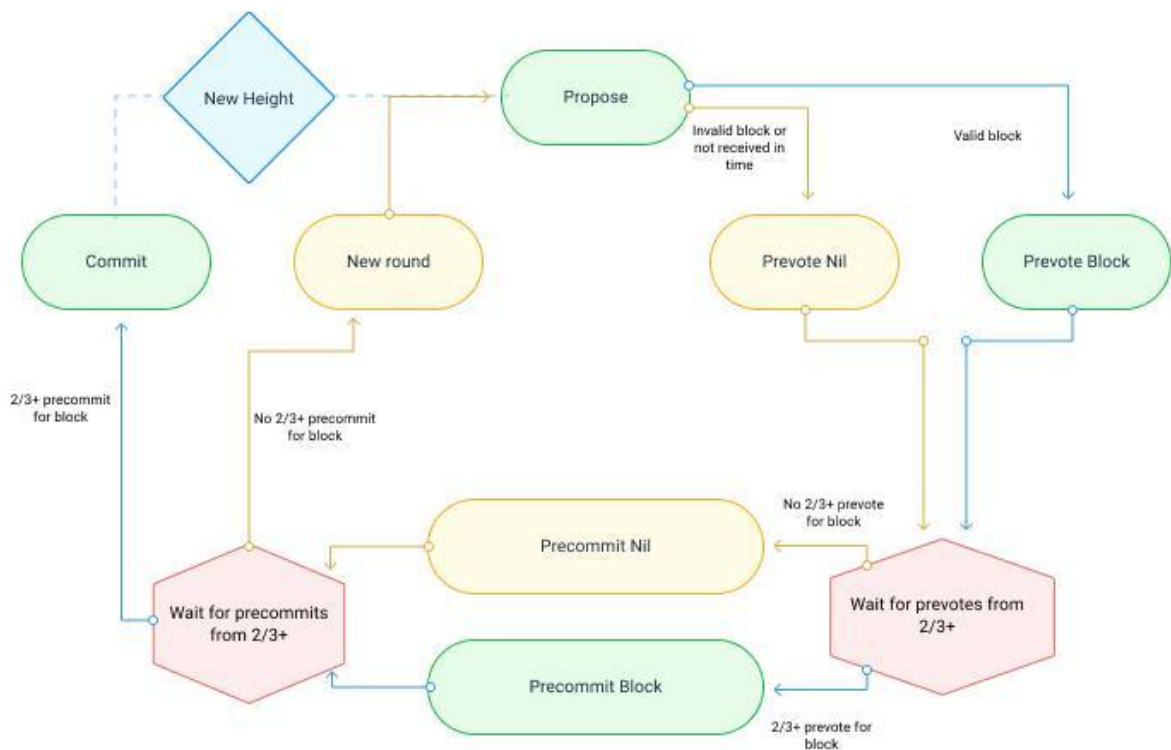 New Height
Propose
Invalid block or
not received in
time
Valid block
Commit
New round
Prevote Nil
Prevote Block
2/3+ precommit
for block
No 2/3+ precommit
for block
No 2/3+ prevote
for block
Precommit Nil
Wait for precommits
from 2/3+
Wait for prevotes from
2/3+
Precommit Block
2/3+ prevote for
block